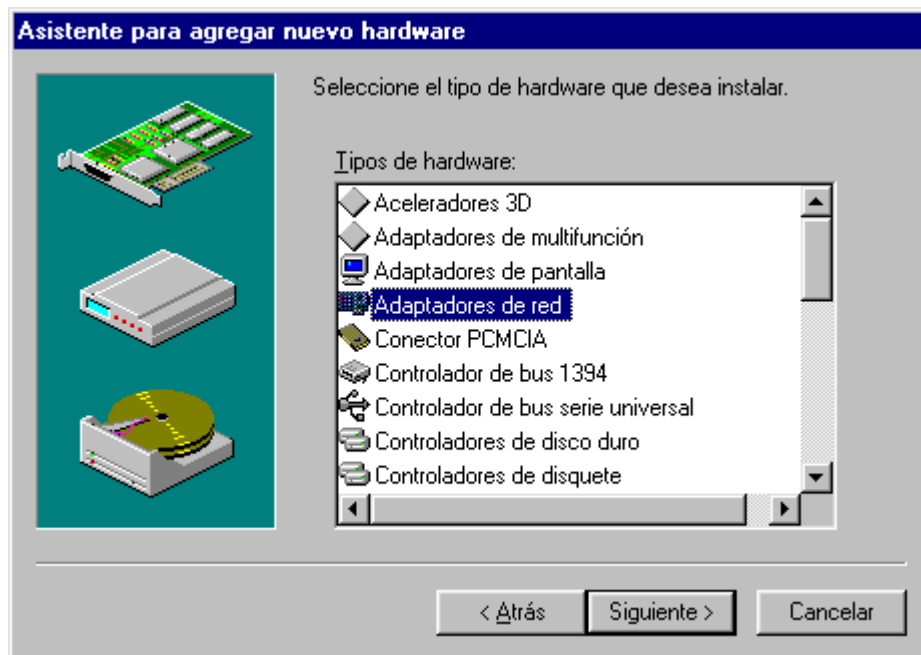 Asistente para agregar nuevo hardware
Seleccione el tipo de hardware que desea instalar.
Tipos de hardware:
Aceleradores 3D
Adaptadores de multifunción
Adaptadores de pantalla
Adaptadores de red
Conector PCMCIA
Controlador de bus 1394
Controlador de bus serie universal
Controladores de disco duro
Controladores de disquete
< Atrás
Siguiente >
Cancelar